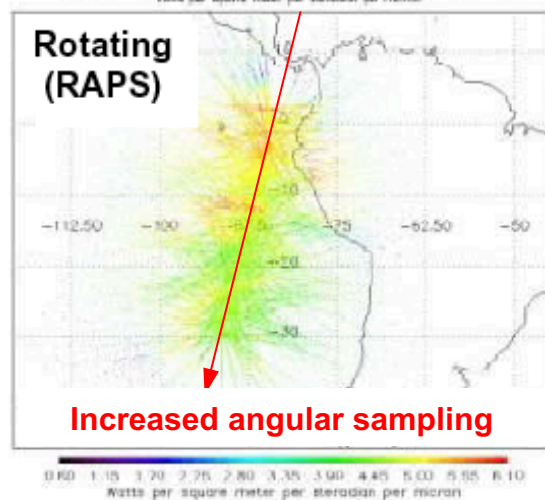 Rotating
(RAPS)
0
-10
-112.50 -100 -75 -62.50 -50
-20
-30
Increased angular sampling
0.60 1.15 1.70 2.25 2.80 3.35 3.90 4.45 5.00 5.55 6.10
Watts per square meter per steradian per micron